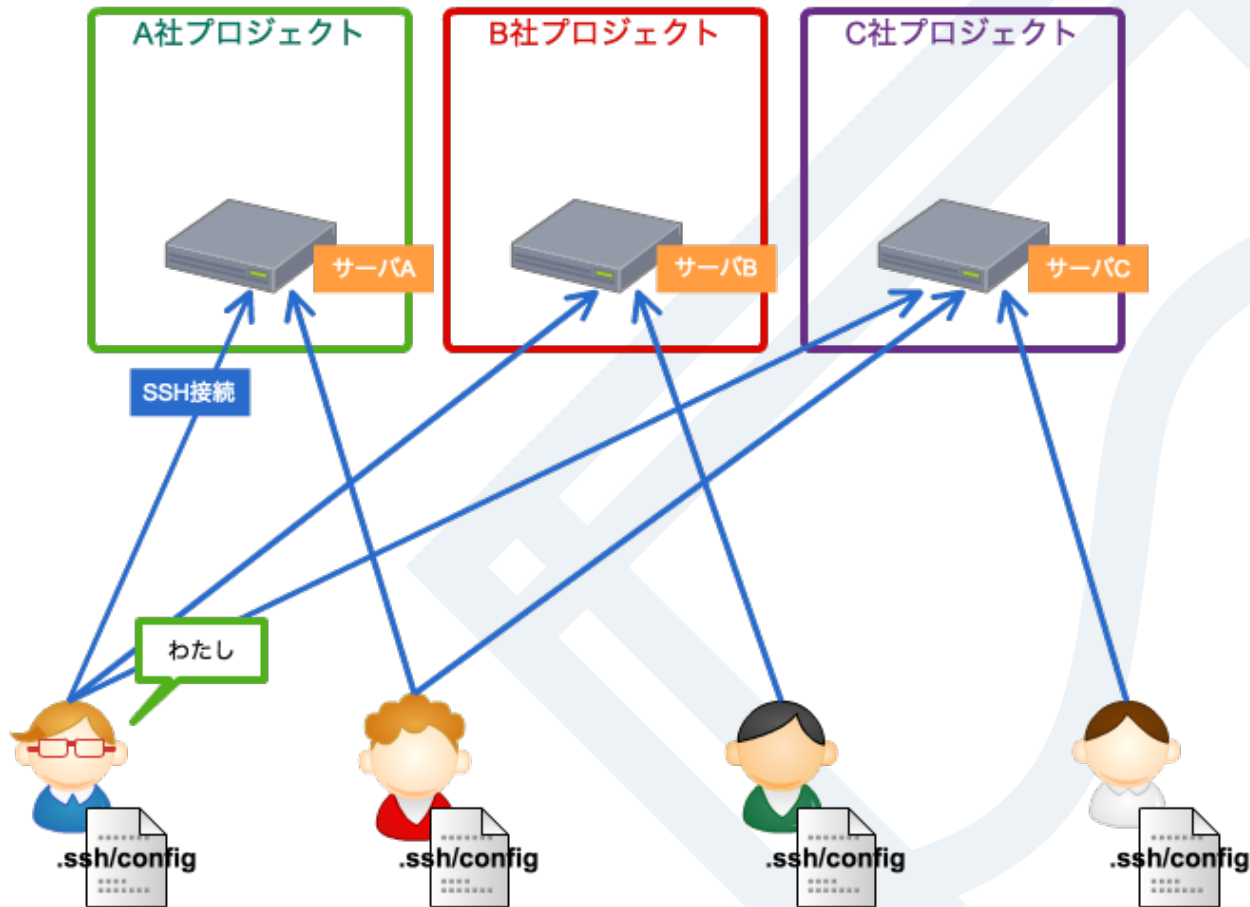 A社プロジェクト
B社プロジェクト
C社プロジェクト
サーバA
サーバB
サーバC
SSH接続
わたし
.ssh/config
.ssh/config
.ssh/config
.ssh/config